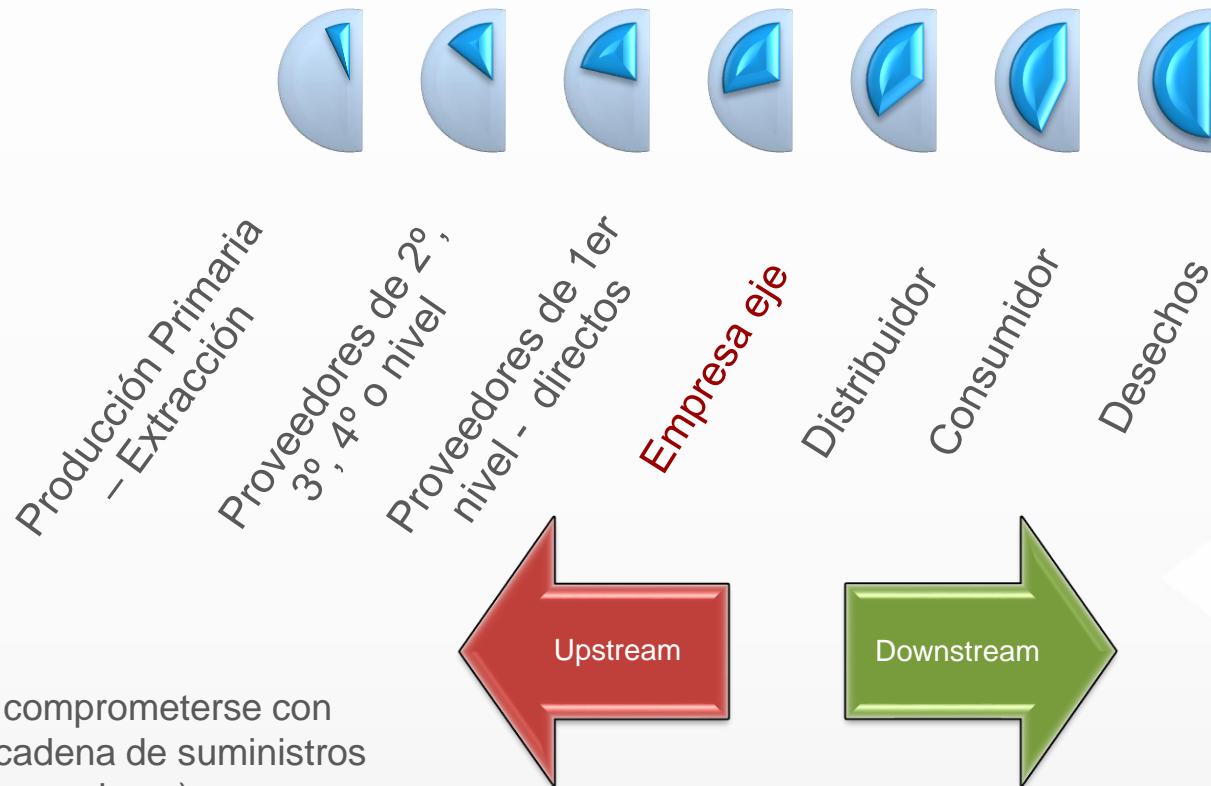 Producción Primaria
– Extracción
Proveedores de 2º ,
3º , 4º o nivel
Proveedores de 1er
nivel - directos
Empresa eje
Distribuidor
Consumidor
Desechos
Upstream
Downstream
comprometerse con
cadena de suministros